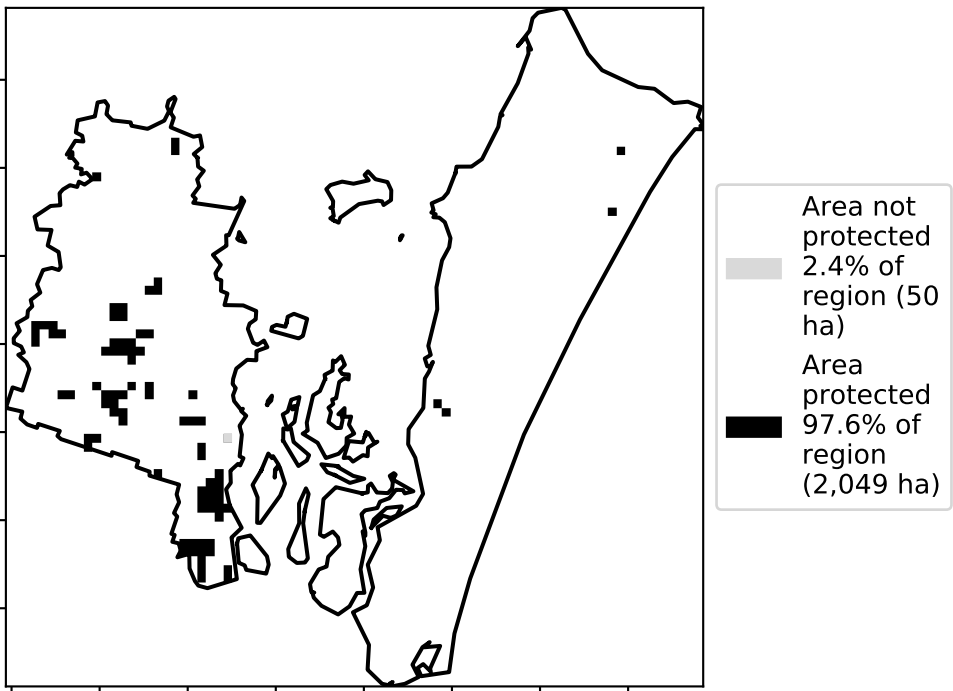 Area not
protected
2.4% of
region (50
ha)
Area
protected
97.6% of
region
(2,049 ha)